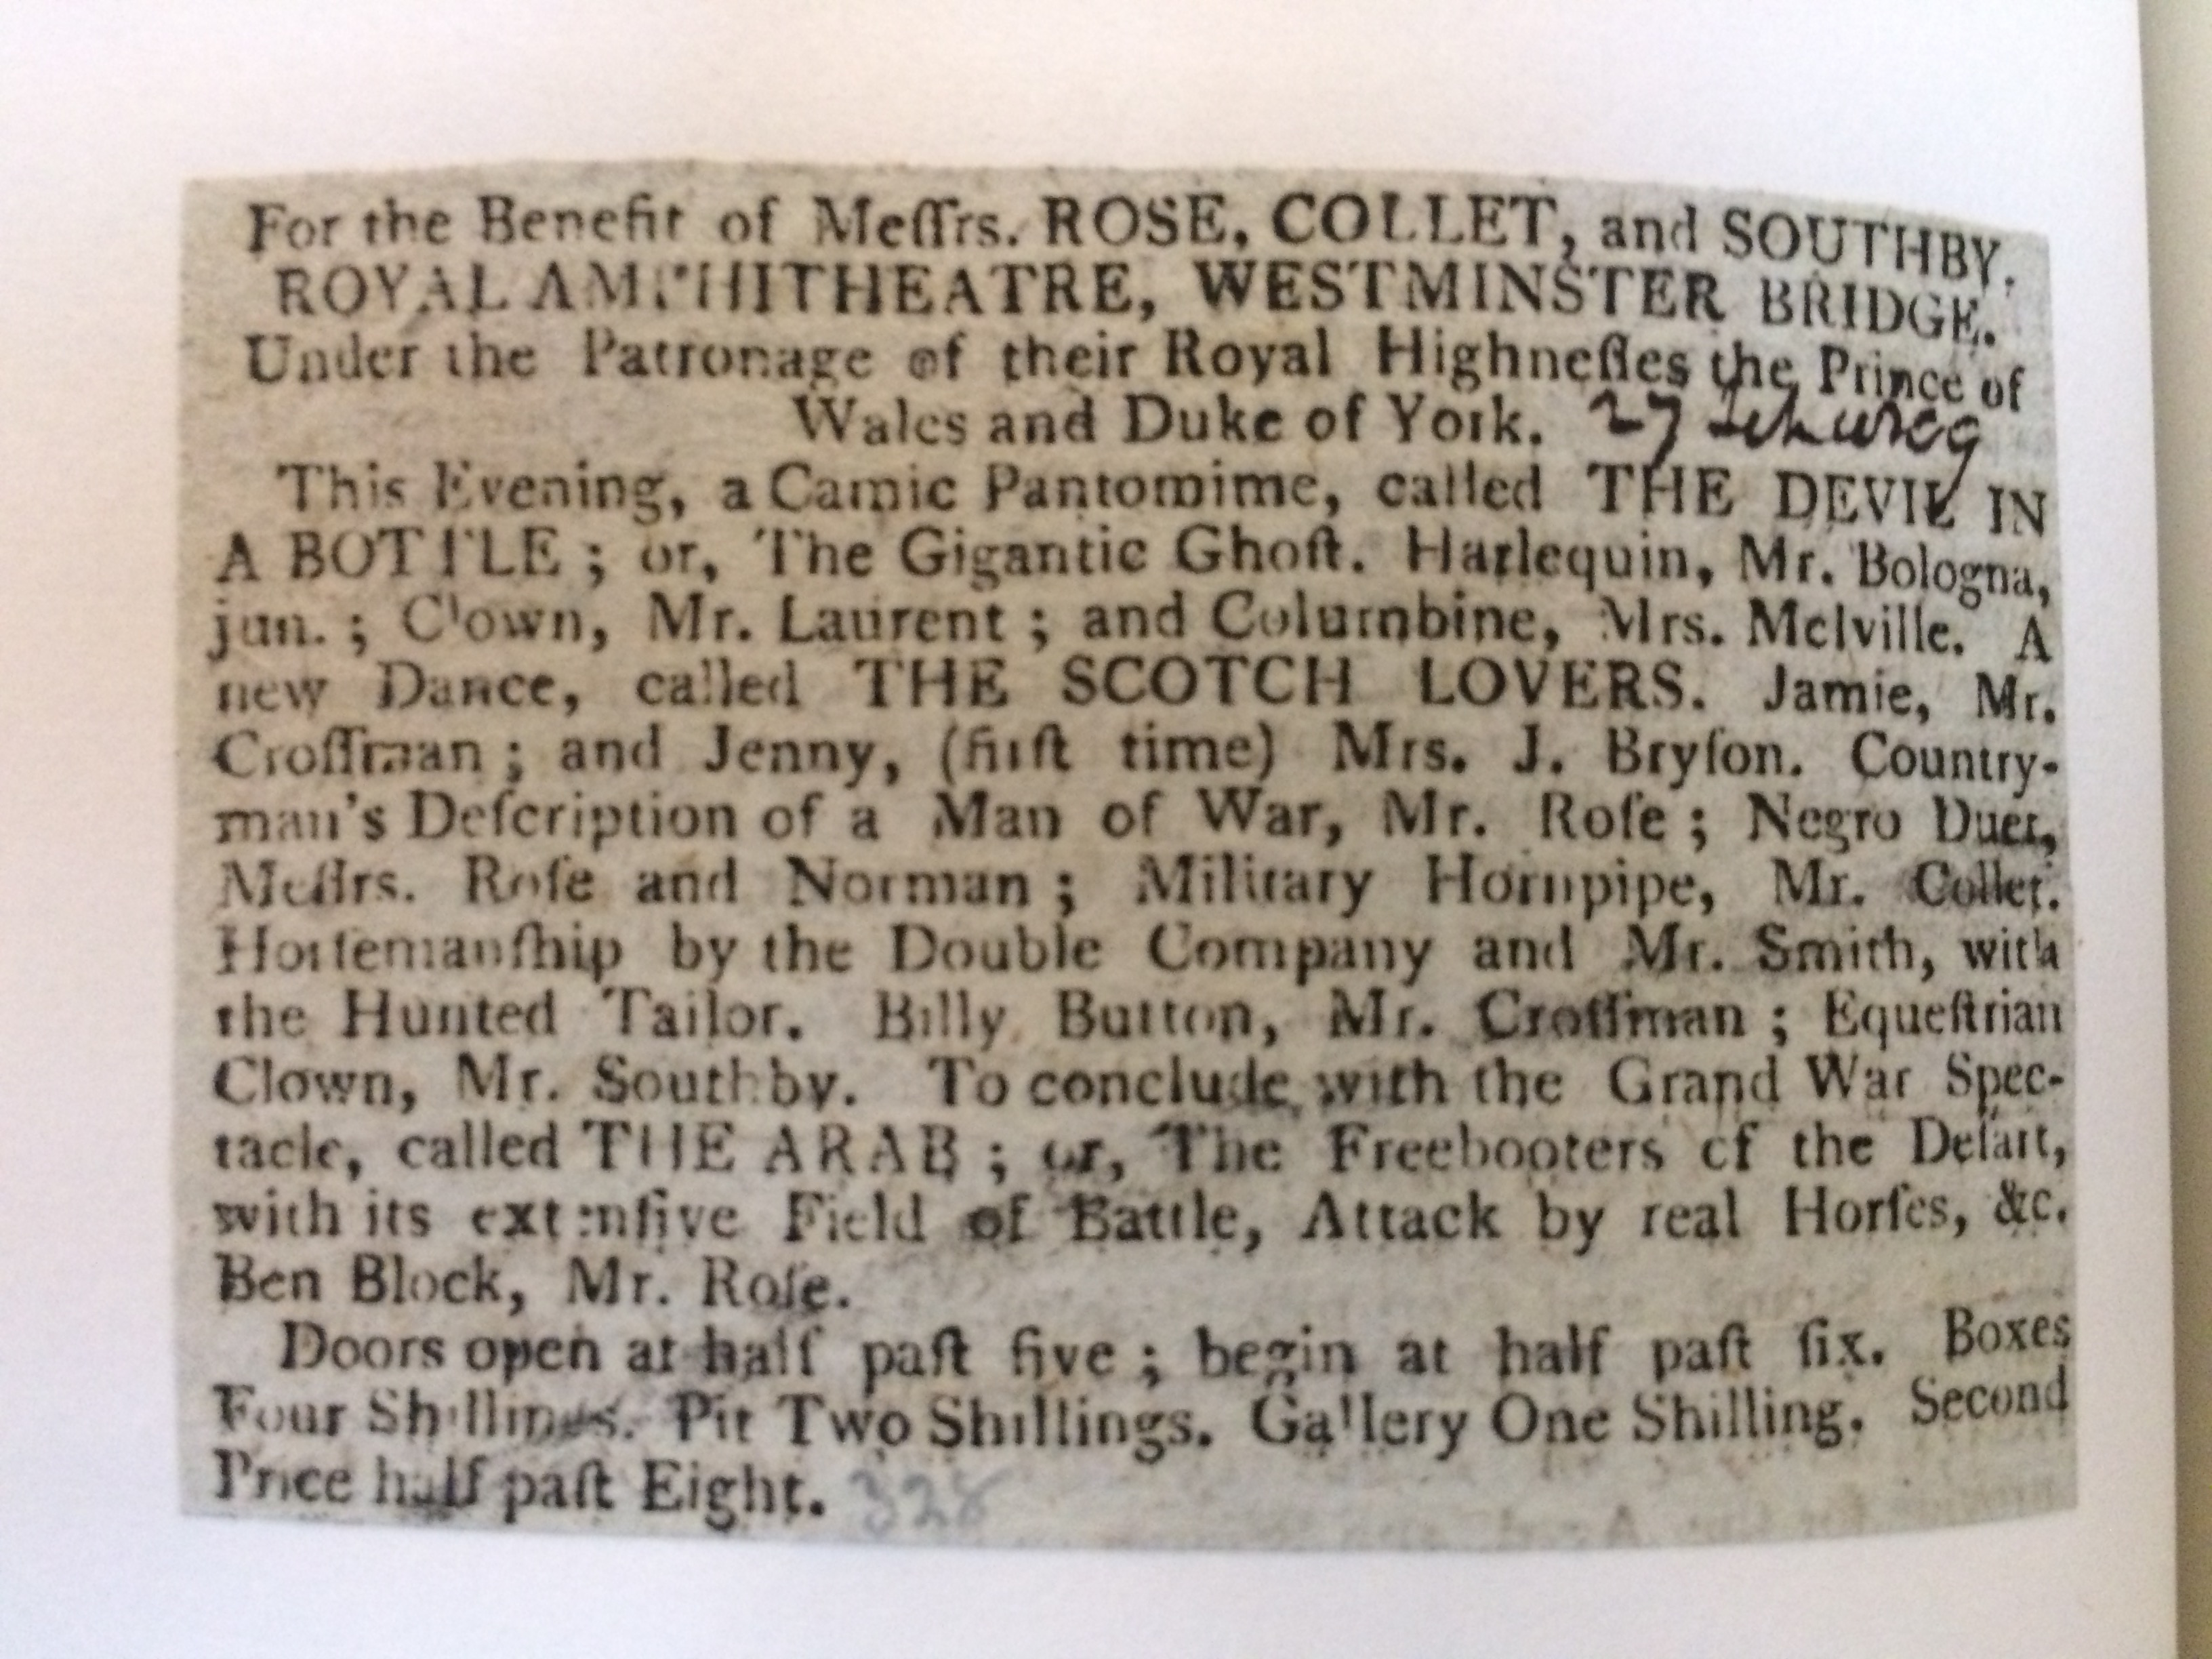 For the Benefit of Meſſrs. ROSE, COLLET, and SOUTHBY.
ROYAL AMPHITHEATRE, WESTMINSTER BRIDGE.
Under the Patronage of their Royal Highneſſes the Prince of
Wales and Duke of York. 27
This Evening, a Camic Pantomime, called THE DEVIL IN
A BOTTLE; or, The Gigantic Ghoſt. Harlequin, Mr. Bologna,
jun.; Clown, Mr. Laurent; and Columbine, Mrs. Melville. A
new Dance, called THE SCOTCH LOVERS. Jamie, Mr.
Croſſman; and Jenny, (firſt time) Mrs. J. Bryſon. Country-
man's Deſcription of a Man of War, Mr. Roſe; Negro Duet,
Meſſrs. Roſe and Norman; Military Hornpipe, Mr. Collet.
Horſemanſhip by the Double Company and Mr. Smith, with
the Hunted Tailor. Billy Button, Mr. Croſſman; Equeſtrian
Clown, Mr. Southby. To conclude with the Grand War Spec-
tacle, called THE ARAB; or, The Freebooters of the Deſart,
with its extenſive Field of Battle, Attack by real Horſes, &c.
Ben Block, Mr. Roſe.
Doors open at half paſt five; begin at half paſt ſix. Boxes
Four Shillings. Pit Two Shillings. Gallery One Shilling. Second
Price half paſt Eight. 328